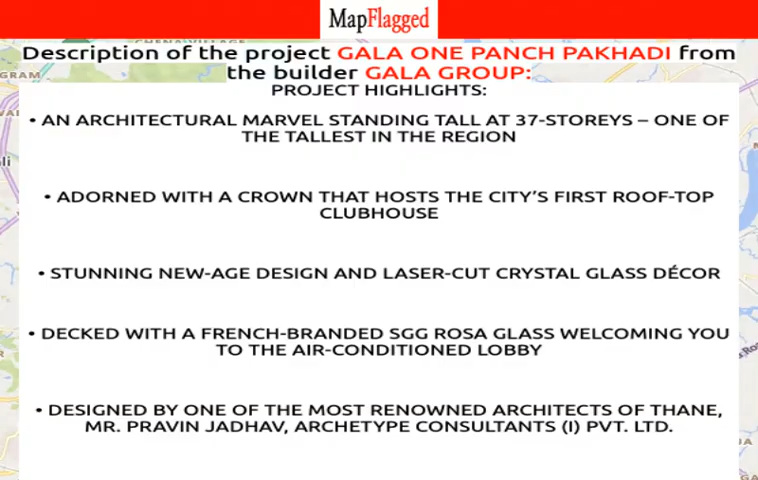 MapFlagged
Description of the project GALA ONE PANCH PAKHADI from
the builder GALA GROUP:
PROJECT HIGHLIGHTS:
• AN ARCHITECTURAL MARVEL STANDING TALL AT 37-STOREYS – ONE OF
THE TALLEST IN THE REGION
• ADORNED WITH A CROWN THAT HOSTS THE CITY'S FIRST ROOF-TOP
CLUBHOUSE
• STUNNING NEW-AGE DESIGN AND LASER-CUT CRYSTAL GLASS DÉCOR
• DECKED WITH A FRENCH-BRANDED SGG ROSA GLASS WELCOMING YOU
TO THE AIR-CONDITIONED LOBBY
• DESIGNED BY ONE OF THE MOST RENOWNED ARCHITECTS OF THANE,
MR. PRAVIN JADHAV, ARCHETYPE CONSULTANTS (I) PVT. LTD.